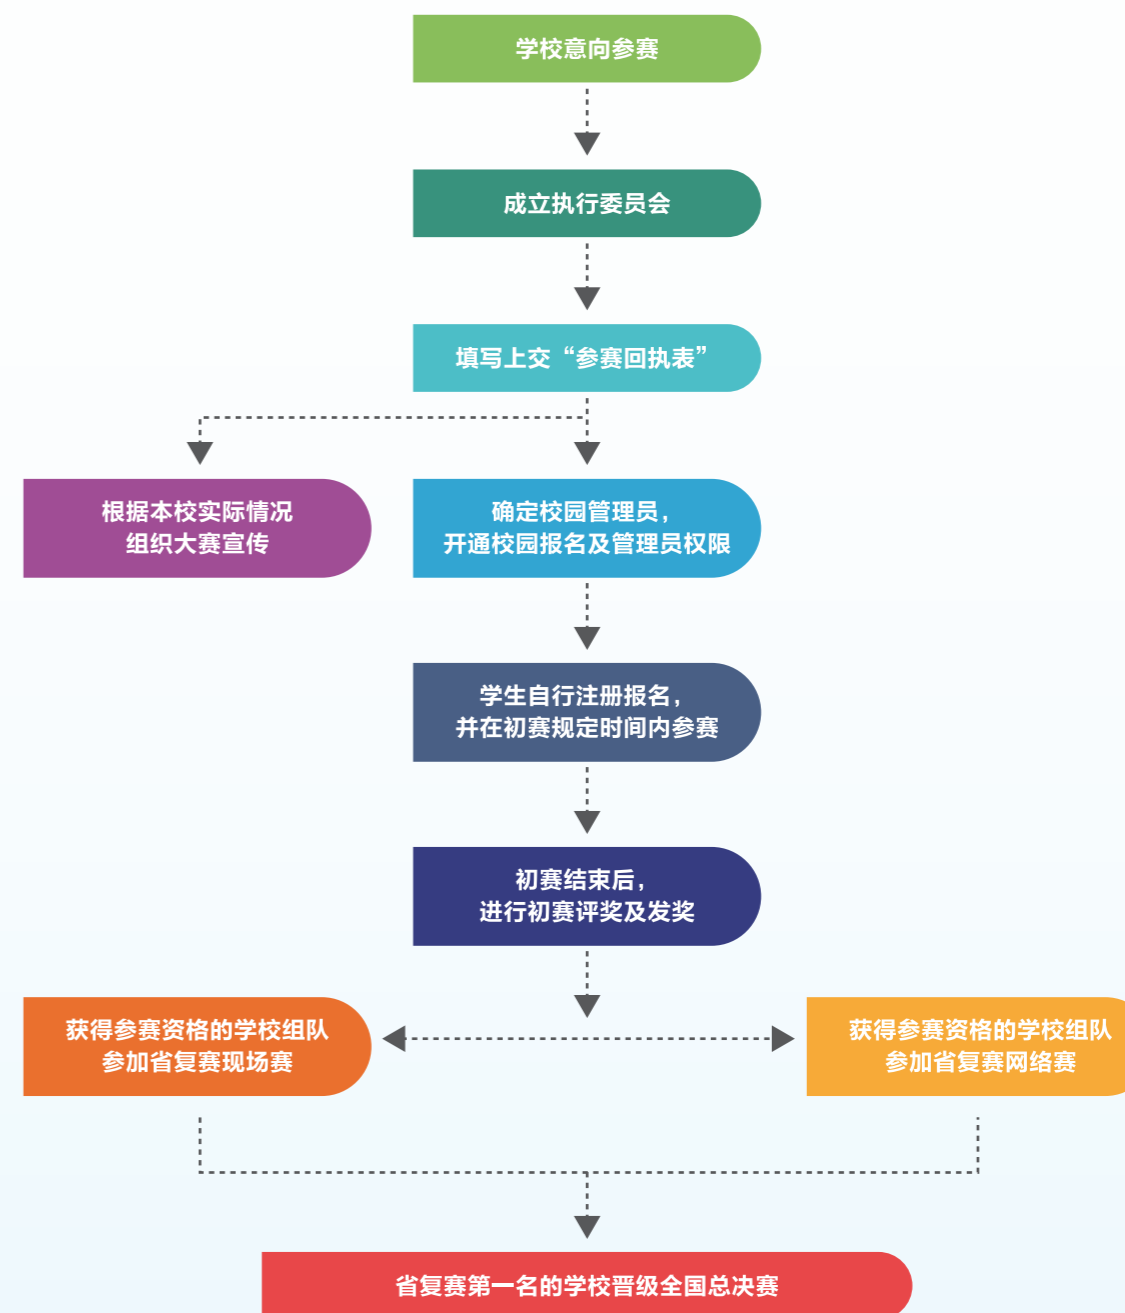 学校意向参赛
成立执行委员会
填写上交“参赛回执表”
根据本校实际情况
组织大赛宣传
确定校园管理员，
开通校园报名及管理员权限
学生自行注册报名，
并在初赛规定时间内参赛
初赛结束后，
进行初赛评奖及发奖
获得参赛资格的学校组队
参加省复赛现场赛
获得参赛资格的学校组队
参加省复赛网络赛
省复赛第一名的学校晋级全国总决赛